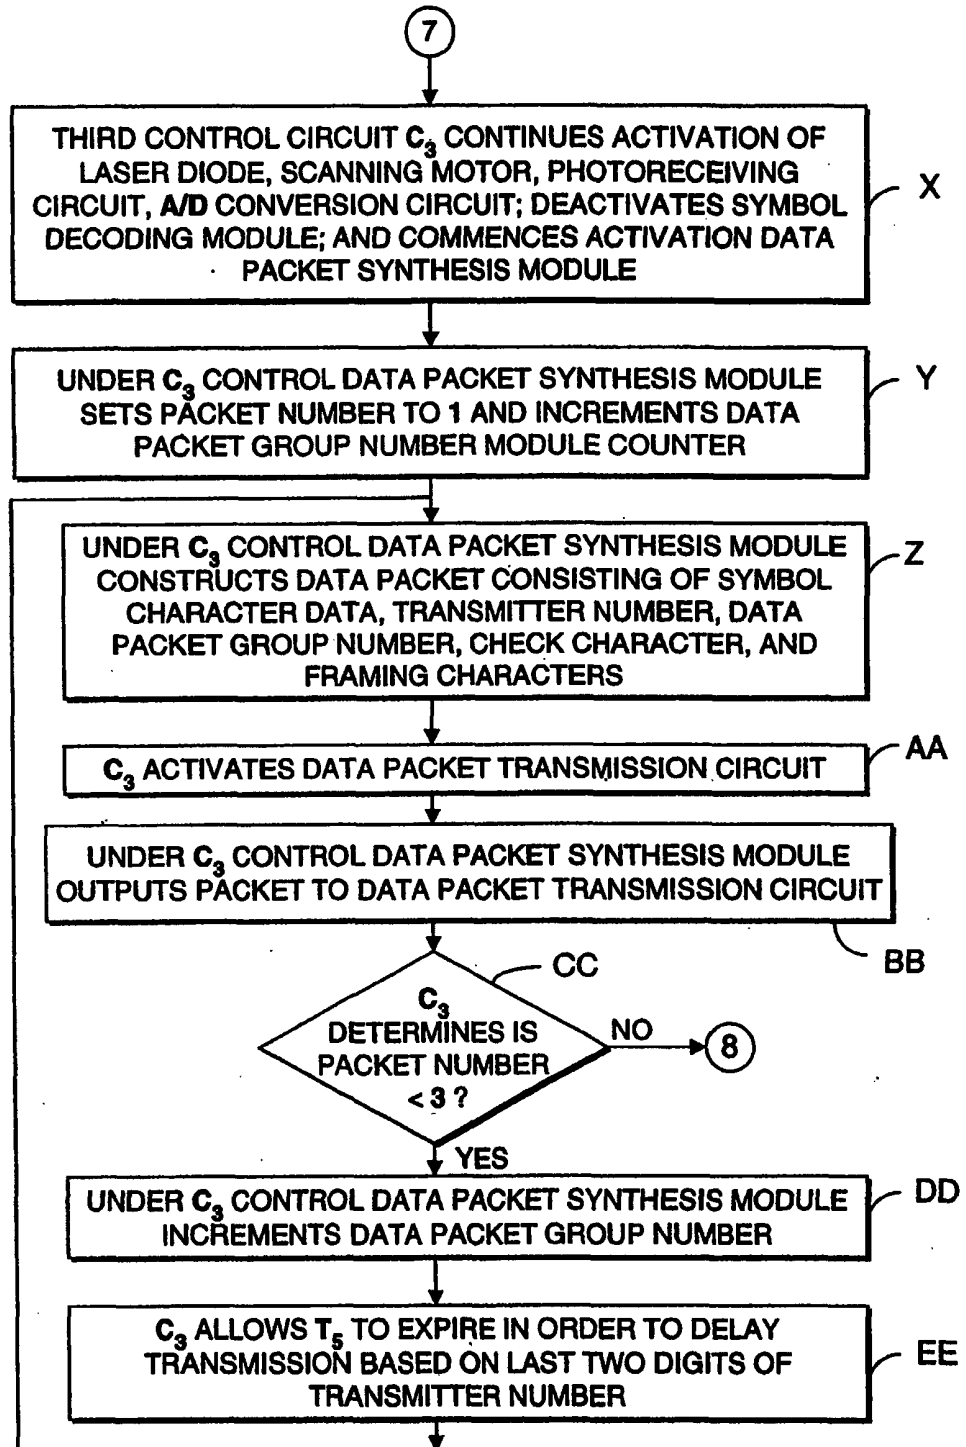 7
THIRD CONTROL CIRCUIT C3 CONTINUES ACTIVATION OF
LASER DIODE, SCANNING MOTOR, PHOTORECEIVING
CIRCUIT, A/D CONVERSION CIRCUIT; DEACTIVATES SYMBOL
DECODING MODULE; AND COMMENCES ACTIVATION DATA
PACKET SYNTHESIS MODULE
X
UNDER C3 CONTROL DATA PACKET SYNTHESIS MODULE
SETS PACKET NUMBER TO 1 AND INCREMENTS DATA
PACKET GROUP NUMBER MODULE COUNTER
Y
UNDER C3 CONTROL DATA PACKET SYNTHESIS MODULE
CONSTRUCTS DATA PACKET CONSISTING OF SYMBOL
CHARACTER DATA, TRANSMITTER NUMBER, DATA
PACKET GROUP NUMBER, CHECK CHARACTER, AND
FRAMING CHARACTERS
Z
C3 ACTIVATES DATA PACKET TRANSMISSION CIRCUIT
AA
UNDER C3 CONTROL DATA PACKET SYNTHESIS MODULE
OUTPUTS PACKET TO DATA PACKET TRANSMISSION CIRCUIT
BB
CC
C3
DETERMINES IS
PACKET NUMBER
< 3 ?
NO
8
YES
UNDER C3 CONTROL DATA PACKET SYNTHESIS MODULE
INCREMENTS DATA PACKET GROUP NUMBER
DD
C3 ALLOWS T5 TO EXPIRE IN ORDER TO DELAY
TRANSMISSION BASED ON LAST TWO DIGITS OF
TRANSMITTER NUMBER
EE